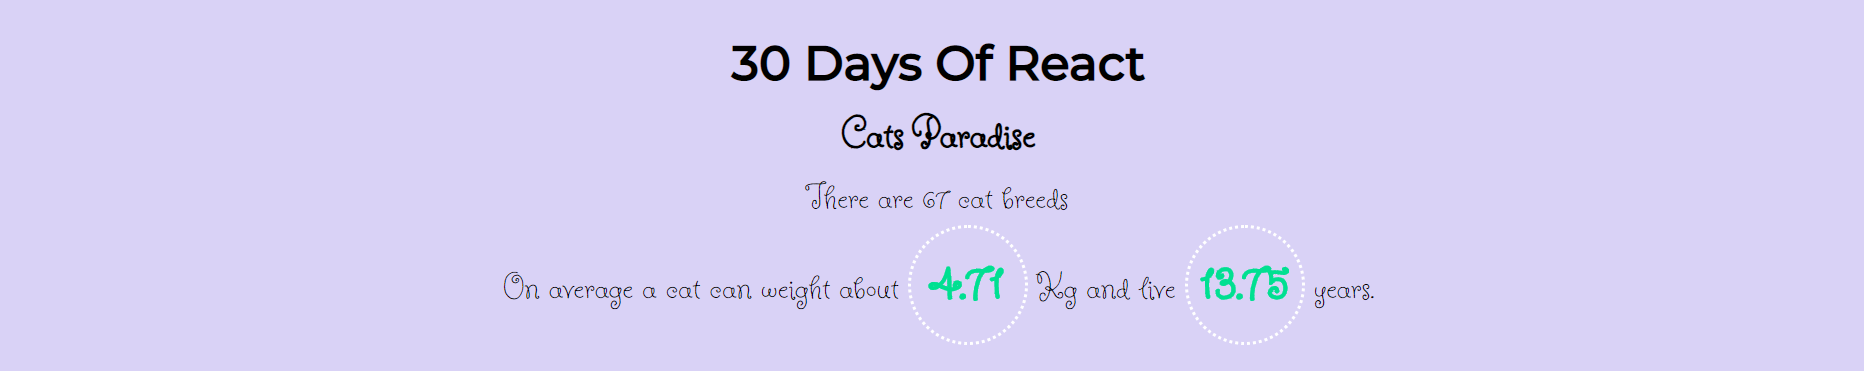 30 Days Of React
Cats Paradise
There are 67 cat breeds
On average a cat can weight about 4.71 Kg and live 13.75 years.